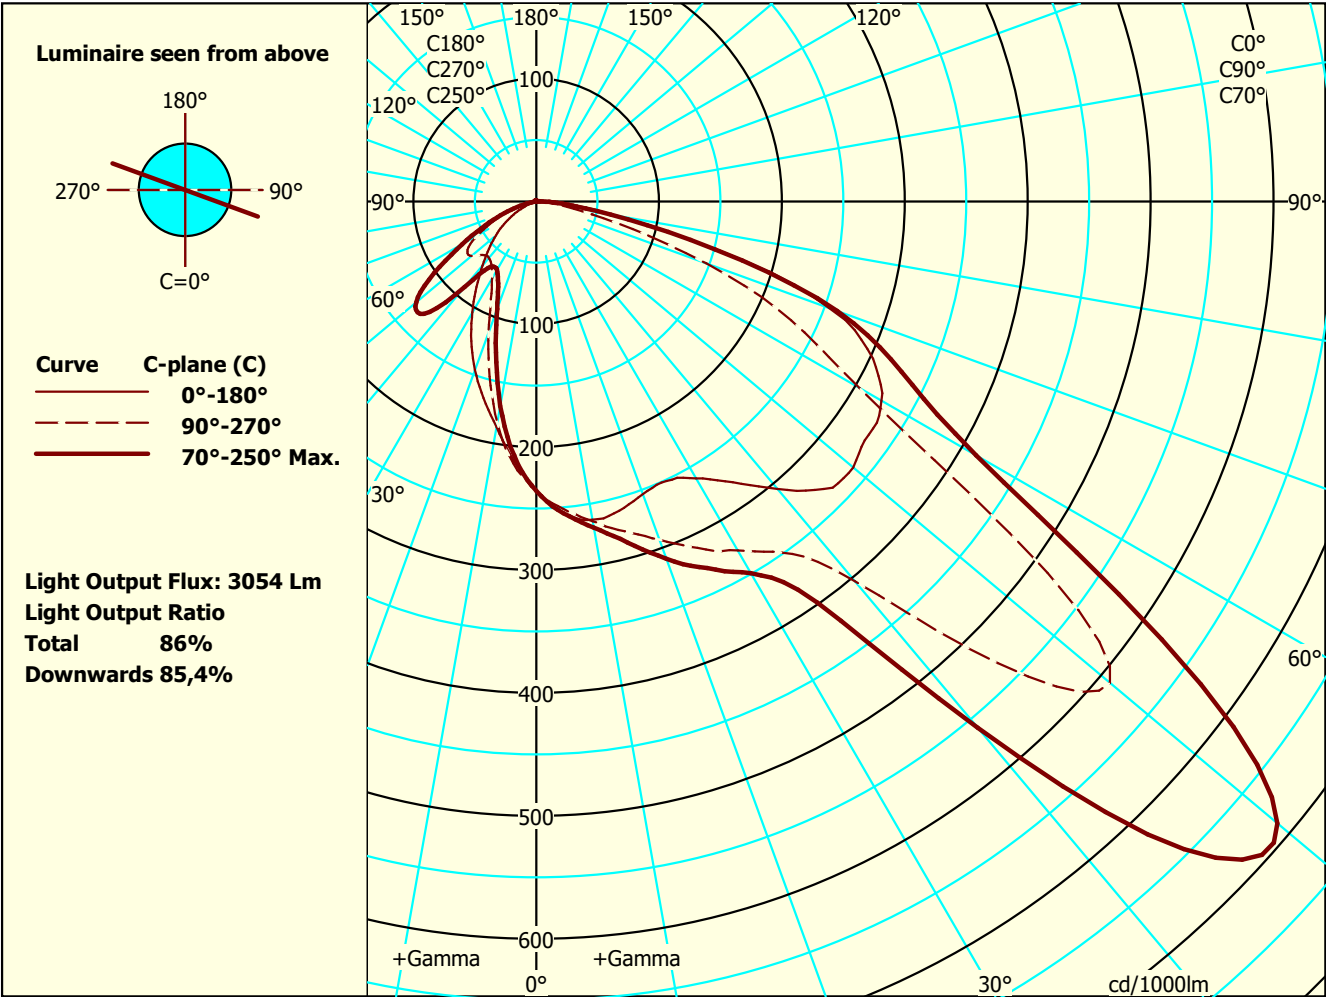 Luminaire seen from above
180°
270°
90°
C=0°
Curve C-plane (C)
0°-180°
90°-270°
70°-250° Max.
Light Output Flux: 3054 Lm
Light Output Ratio
Total 86%
Downwards 85,4%
150° 180° 150° 120°
C180°
C270°
C250°
C0°
C90°
C70°
100
120°
90°
90°
60°
100
200
30°
300
60°
400
500
600
+Gamma +Gamma
0° 30° cd/1000lm